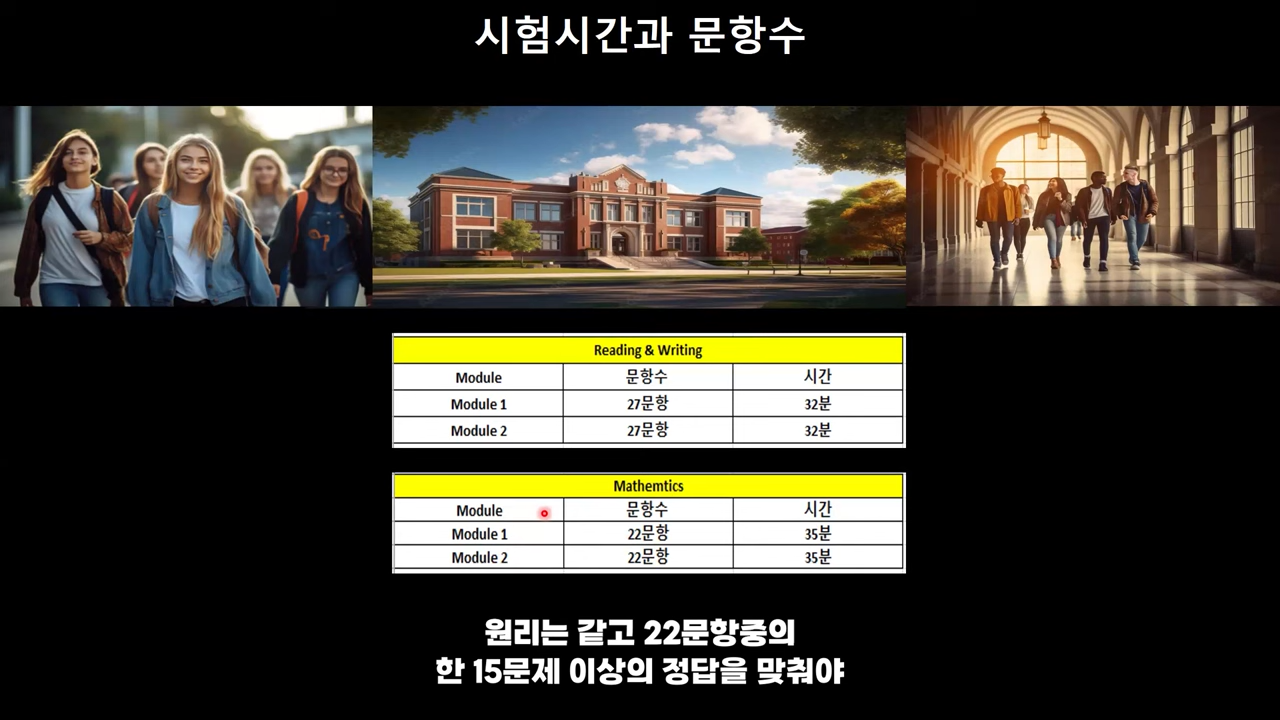 시험시간과 문항수
Reading & Writing
Module 문항수 시간
Module 1 27문항 32분
Module 2 27문항 32분
Mathemtics
Module 문항수 시간
Module 1 22문항 35분
Module 2 22문항 35분
원리는 같고 22문항중의
한 15문제 이상의 정답을 맞춰야